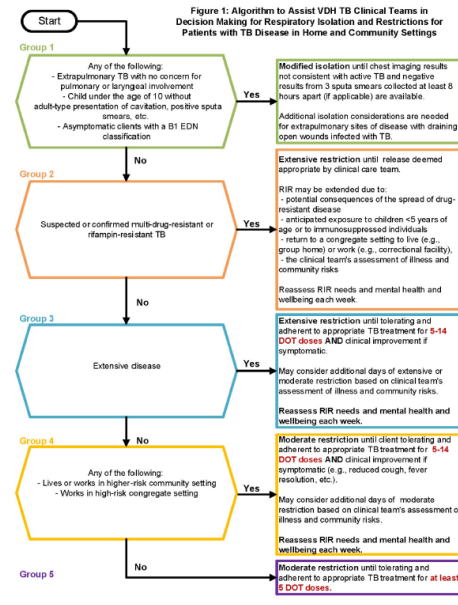 Figure 1: Algorithm to Assist VDH TB Clinical Teams in
Decision Making for Respiratory Isolation and Restrictions for
Patients with TB Disease in Home and Community Settings
Start
Group 1
Any of the following:
- Extrapulmonary TB with no concern for
pulmonary or laryngeal involvement
- Child under the age of 10 without
adult-type presentation of cavitation, positive sputa
smears, etc.
- Asymptomatic clients with a B1 EDN
classification
Yes
Modified isolation until chest imaging results
not consistent with active TB and negative
results from 3 sputa smears collected at least 8
hours apart (if applicable) are available.
Additional isolation considerations are needed
for extrapulmonary sites of disease with draining
open wounds infected with TB.
No
Group 2
Suspected or confirmed multi-drug-resistant or
rifampin-resistant TB
Yes
Extensive restriction until release deemed
appropriate by clinical care team.
RIR may be extended due to:
- potential consequences of the spread of drug-
resistant disease
- anticipated exposure to children <5 years of
age or to immunosuppressed individuals
- return to a congregate setting to live (e.g.,
group home) or work (e.g., correctional facility),
- the clinical team's assessment of illness and
community risks
Reassess RIR needs and mental health and
wellbeing each week.
No
Group 3
Extensive disease
Yes
Extensive restriction until tolerating and
adherent to appropriate TB treatment for 5-14
DOT doses AND clinical improvement if
symptomatic.
May consider additional days of extensive or
moderate restriction based on clinical team's
assessment of illness and community risks.
Reassess RIR needs and mental health and
wellbeing each week.
No
Group 4
Any of the following:
- Lives or works in higher-risk community setting
- Works in high-risk congregate setting
Yes
Moderate restriction until client tolerating and
adherent to appropriate TB treatment for 5-14
DOT doses AND clinical improvement if
symptomatic (e.g., reduced cough, fever
resolution, etc.).
May consider additional days of moderate
restriction based on clinical team's assessment of
illness and community risks.
Reassess RIR needs and mental health and
wellbeing each week.
No
Group 5
Moderate restriction until tolerating and
adherent to appropriate TB treatment for at least
5 DOT doses.